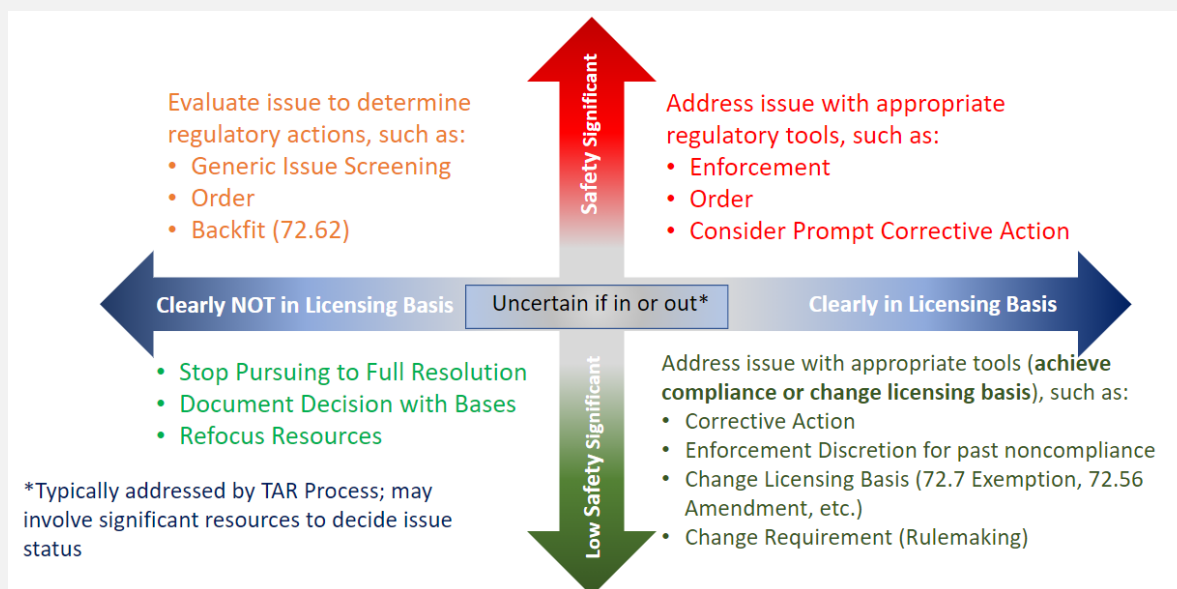 Evaluate issue to determine
regulatory actions, such as:
• Generic Issue Screening
• Order
• Backfit (72.62)
Safety Significant
Address issue with appropriate
regulatory tools, such as:
• Enforcement
• Order
• Consider Prompt Corrective Action
Clearly NOT in Licensing Basis
Uncertain if in or out*
Clearly in Licensing Basis
• Stop Pursuing to Full Resolution
• Document Decision with Bases
• Refocus Resources
*Typically addressed by TAR Process; may
involve significant resources to decide issue
status
Low Safety Significant
Address issue with appropriate tools (achieve
compliance or change licensing basis), such as:
• Corrective Action
• Enforcement Discretion for past noncompliance
• Change Licensing Basis (72.7 Exemption, 72.56
Amendment, etc.)
• Change Requirement (Rulemaking)